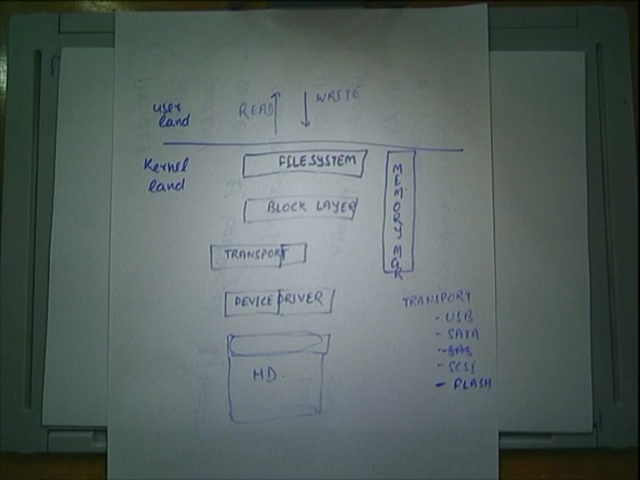 READ
WRITE
user
land
Kernel
land
FILESYSTEM
BLOCK LAYER
TRANSPORT
DEVICE DRIVER
HD.
MEMORY MGR
TRANSPORT
- USB
- SATA
- SAS
- SCSI
- FLASH